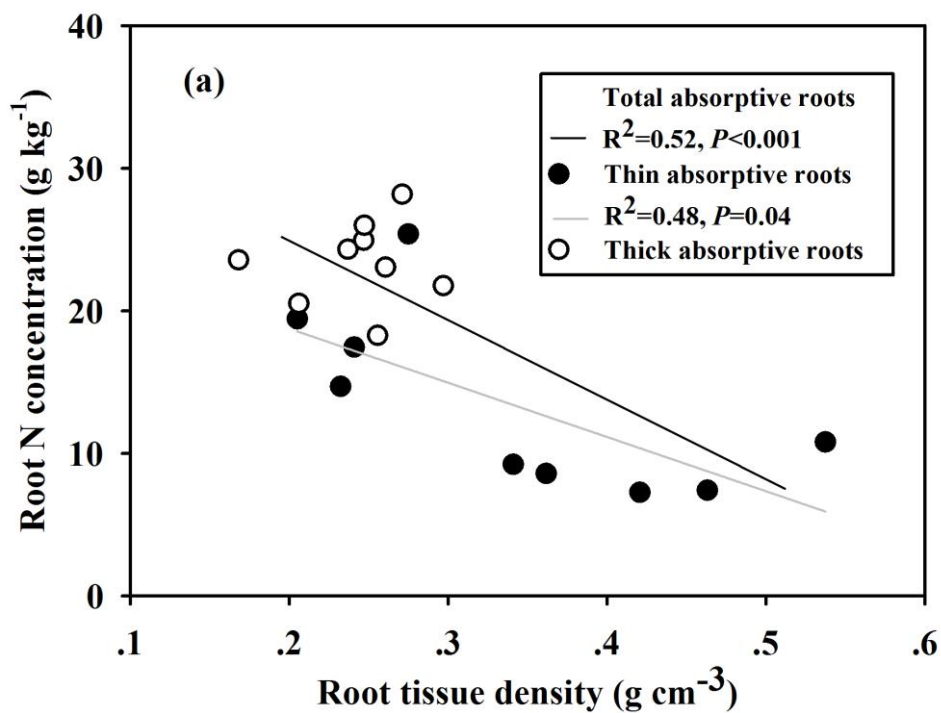 40
30
20
10
0
Root N concentration (g kg⁻¹)
(a)
Total absorptive roots
R²=0.52, P<0.001
Thin absorptive roots
R²=0.48, P=0.04
Thick absorptive roots
.1 .2 .3 .4 .5 .6
Root tissue density (g cm⁻³)